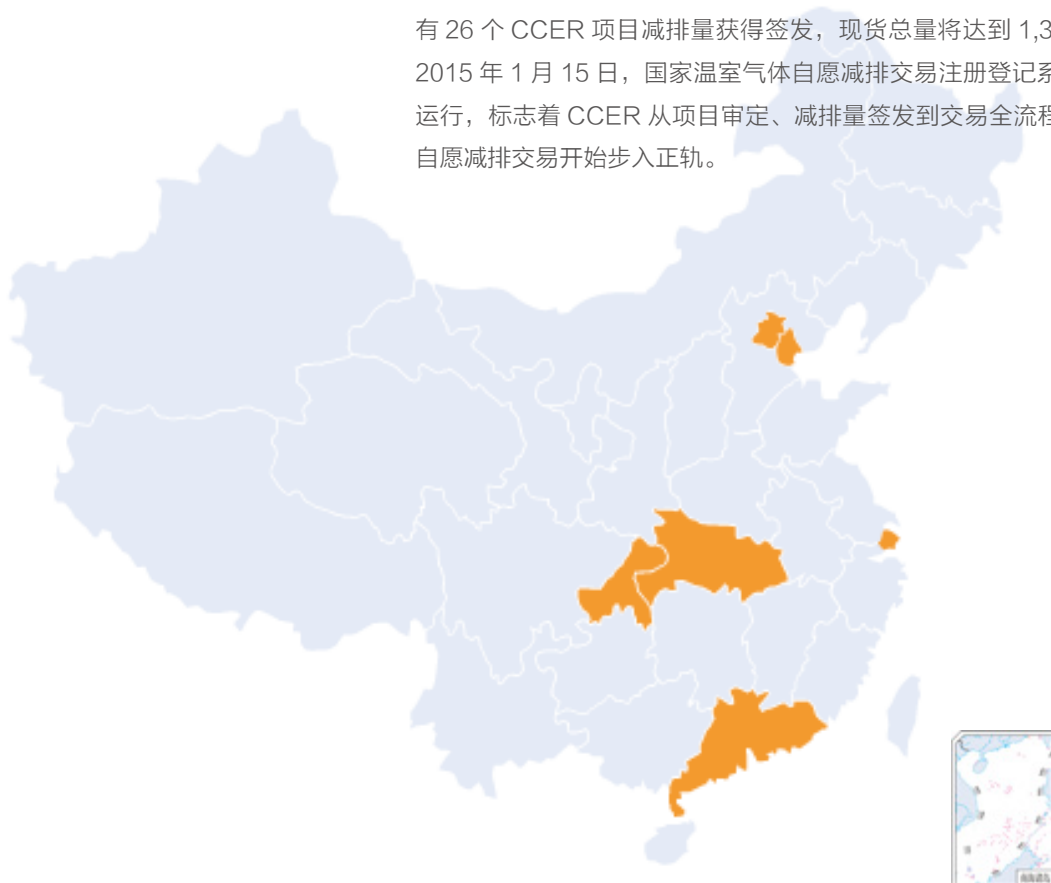 有 26 个 CCER 项目减排量获得签发，现货总量将达到 1,3
2015 年 1 月 15 日，国家温室气体自愿减排交易注册登记系
运行，标志着 CCER 从项目审定、减排量签发到交易全流程
自愿减排交易开始步入正轨。